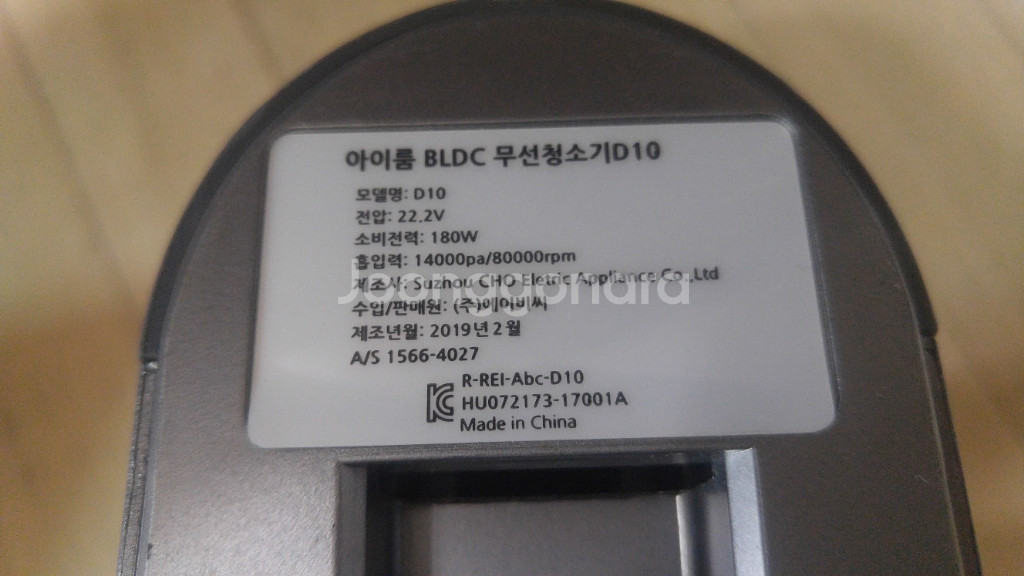 아이룸 BLDC 무선청소기D10
모델명: D10
전압: 22.2V
소비전력: 180W
흡입력: 14000pa/80000rpm
제조사: Suzhou CHO Eletric Appliance Co.,Ltd
Joonggonara
수입/판매원: (주)에이비씨
제조년월: 2019년 2월
A/S 1566-4027
R-REI-Abc-D10
HU072173-17001A
Made in China